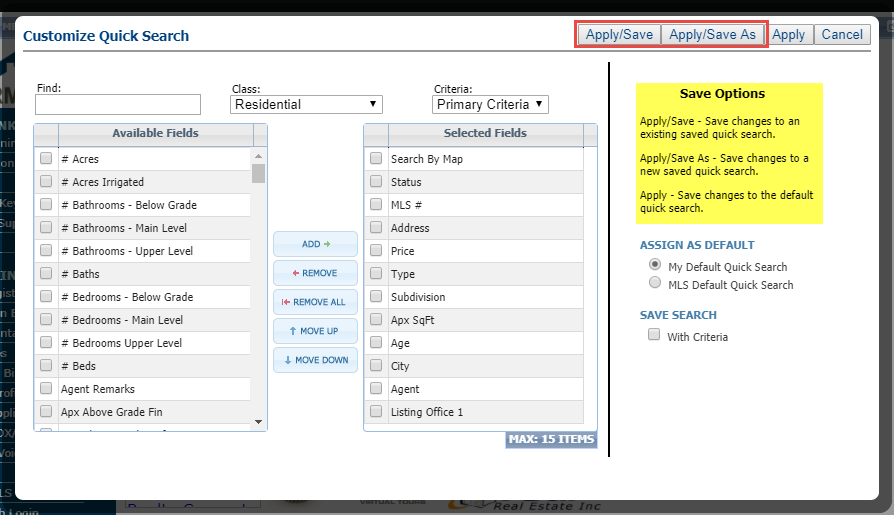 Customize Quick Search
Apply/Save
Apply/Save As
Apply
Cancel
Find:
Class:
Residential
Criteria:
Primary Criteria
Available Fields
# Acres
# Acres Irrigated
# Bathrooms - Below Grade
# Bathrooms - Main Level
# Bathrooms - Upper Level
# Baths
# Bedrooms - Below Grade
# Bedrooms - Main Level
# Bedrooms Upper Level
# Beds
Agent Remarks
Apx Above Grade Fin
ADD
REMOVE
REMOVE ALL
MOVE UP
MOVE DOWN
Selected Fields
Search By Map
Status
MLS #
Address
Price
Type
Subdivision
Apx SqFt
Age
City
Agent
Listing Office 1
MAX: 15 ITEMS
Save Options
Apply/Save - Save changes to an
existing saved quick search.
Apply/Save As - Save changes to a
new saved quick search.
Apply - Save changes to the default
quick search.
ASSIGN AS DEFAULT
My Default Quick Search
MLS Default Quick Search
SAVE SEARCH
With Criteria
Real Estate Inc